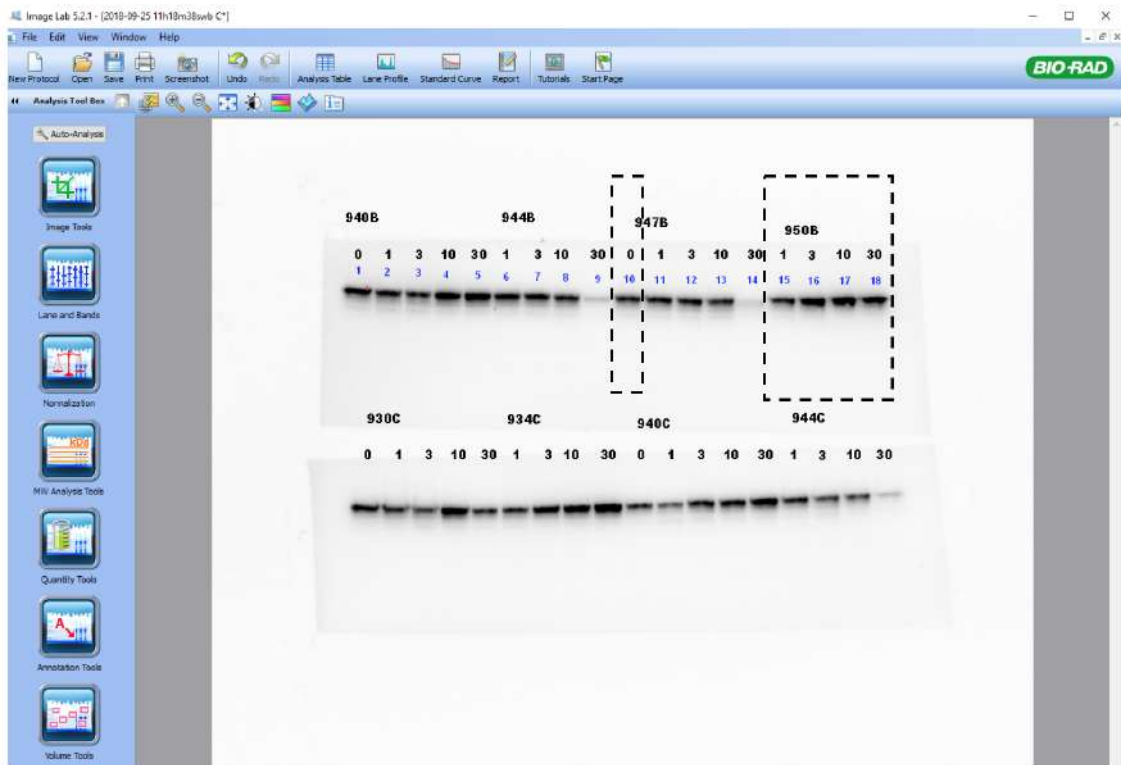 Image Lab 5.2.1 - [2018-09-25 11h18m38swb C*]
File Edit View Window Help
New Protocol Open Save Print Screenshot Undo Redo Analysis Table Lane Profile Standard Curve Report Tutorials Start Page
BIO-RAD
Analysis Tool Box
Auto-Analysis
Image Tools
Lane and Bands
Normalization
MW Analysis Tools
Quantity Tools
Annotation Tools
Volume Tools
940B 944B 947B 950B
0 1 3 10 30 1 3 10 30 0 1 3 10 30 1 3 10 30
1 2 3 4 5 6 7 8 9 10 11 12 13 14 15 16 17 18
930C 934C 940C 944C
0 1 3 10 30 1 3 10 30 0 1 3 10 30 1 3 10 30